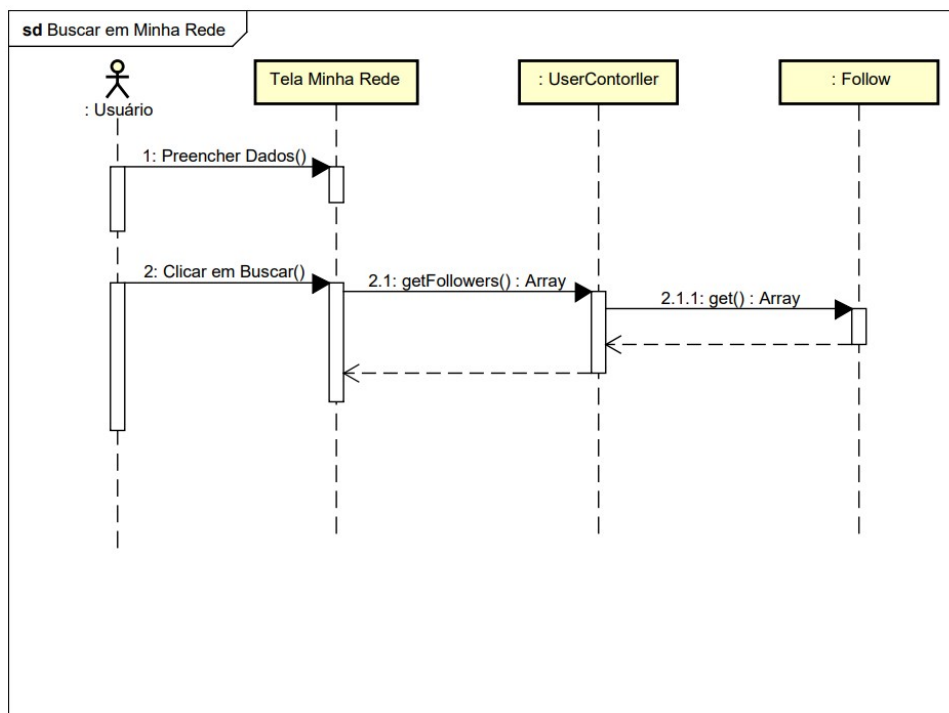 sd Buscar em Minha Rede
: Usuário
Tela Minha Rede
: UserContorller
: Follow
1: Preencher Dados()
2: Clicar em Buscar()
2.1: getFollowers() : Array
2.1.1: get() : Array